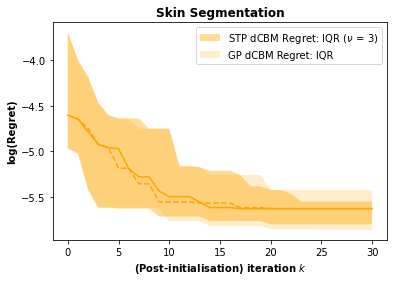 Skin Segmentation
STP dCBM Regret: IQR (ν = 3)
GP dCBM Regret: IQR
log(Regret)
−4.0
−4.5
−5.0
−5.5
0 5 10 15 20 25 30
(Post-initialisation) iteration k